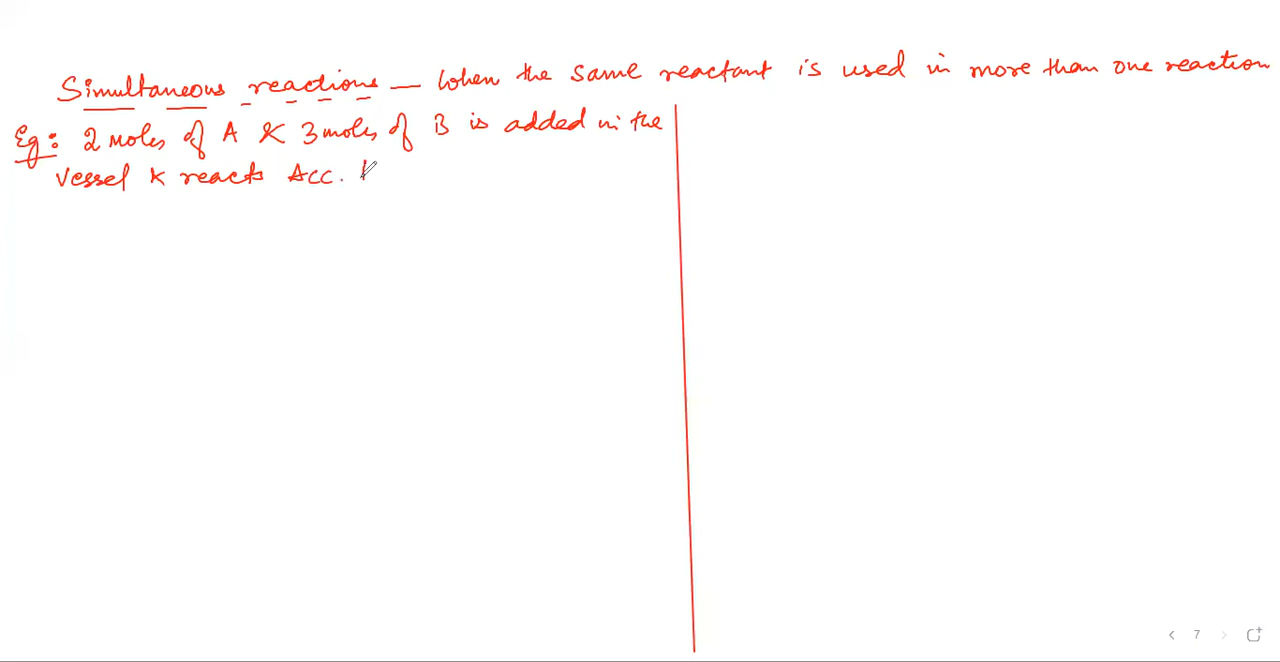 Simultaneous reactions — When the same reactant is used in more than one reaction
Eg: 2 moles of A & 3 moles of B is added in the
vessel & reacts Acc.
7